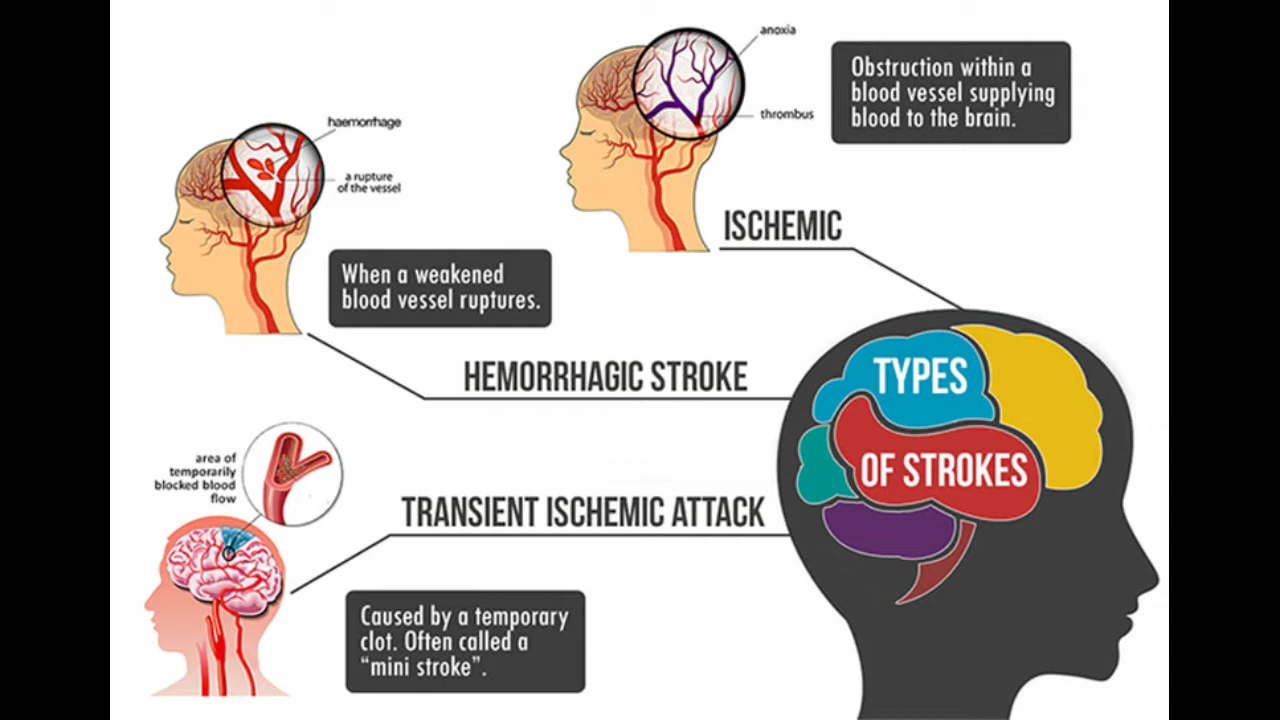 anoxia
thrombus
Obstruction within a
blood vessel supplying
blood to the brain.
ISCHEMIC
haemorrhage
a rupture
of the vessel
When a weakened
blood vessel ruptures.
HEMORRHAGIC STROKE
TYPES
OF STROKES
area of
temporarily
blocked blood
flow
TRANSIENT ISCHEMIC ATTACK
Caused by a temporary
clot. Often called a
“mini stroke”.